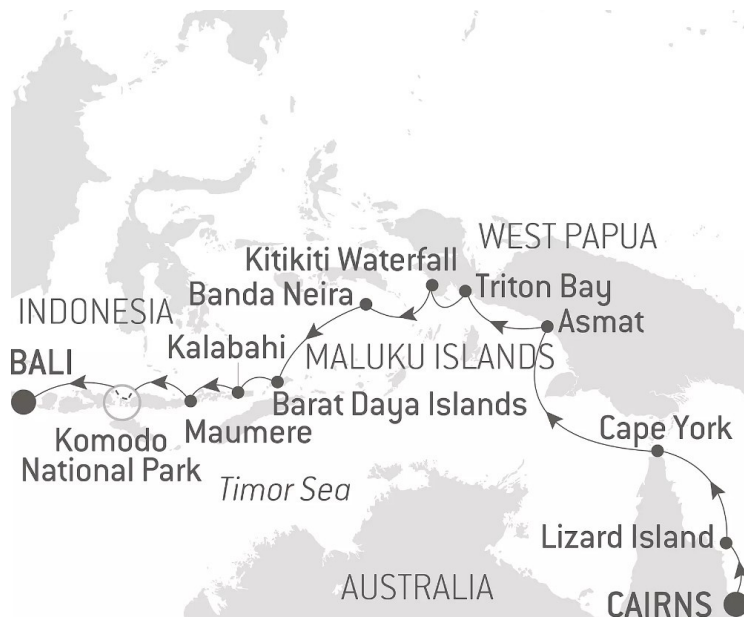 WEST PAPUA
Kitikiti Waterfall
Triton Bay
Banda Neira
INDONESIA
Asmat
Kalabahi
MALUKU ISLANDS
BALI
Barat Daya Islands
Komodo
National Park
Maumere
Cape York
Timor Sea
Lizard Island
AUSTRALIA
CAIRNS